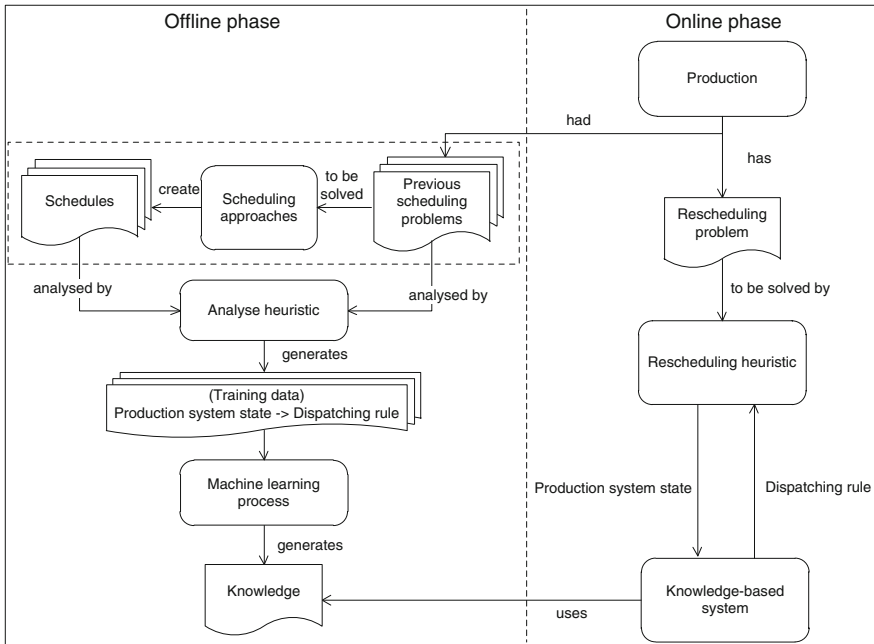 Offline phase
Online phase
Production
had
has
Schedules
create
Scheduling
approaches
to be
solved
Previous
scheduling
problems
Rescheduling
problem
analysed by
analysed by
to be solved by
Analyse heuristic
generates
Rescheduling heuristic
(Training data)
Production system state -> Dispatching rule
Machine learning
process
Production system state
Dispatching rule
generates
Knowledge
uses
Knowledge-based
system